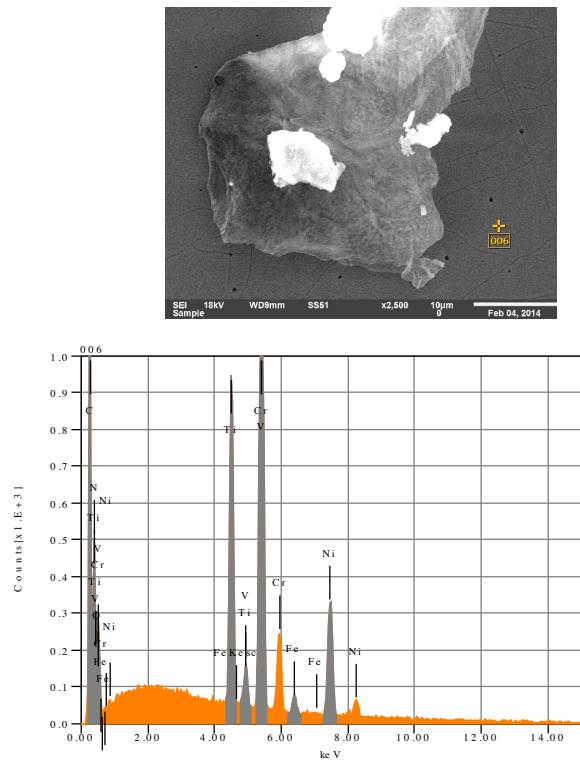 006
SEI 18kV WD9mm SS51 x2,500 10μm
Sample 0 Feb 04, 2014
006
1.0
0.9
0.8
0.7
0.6
0.5
0.4
0.3
0.2
0.1
0.0
Counts[x1.E+3]
C
N
Ni
Ti
V
Cr
Ti
V
Cr
Ni
Fe
Fe
Ti
V
Ti
Fe Kesc
Cr
V
Cr
Fe
Fe
Ni
Ni
0.00 2.00 4.00 6.00 8.00 10.00 12.00 14.00
keV